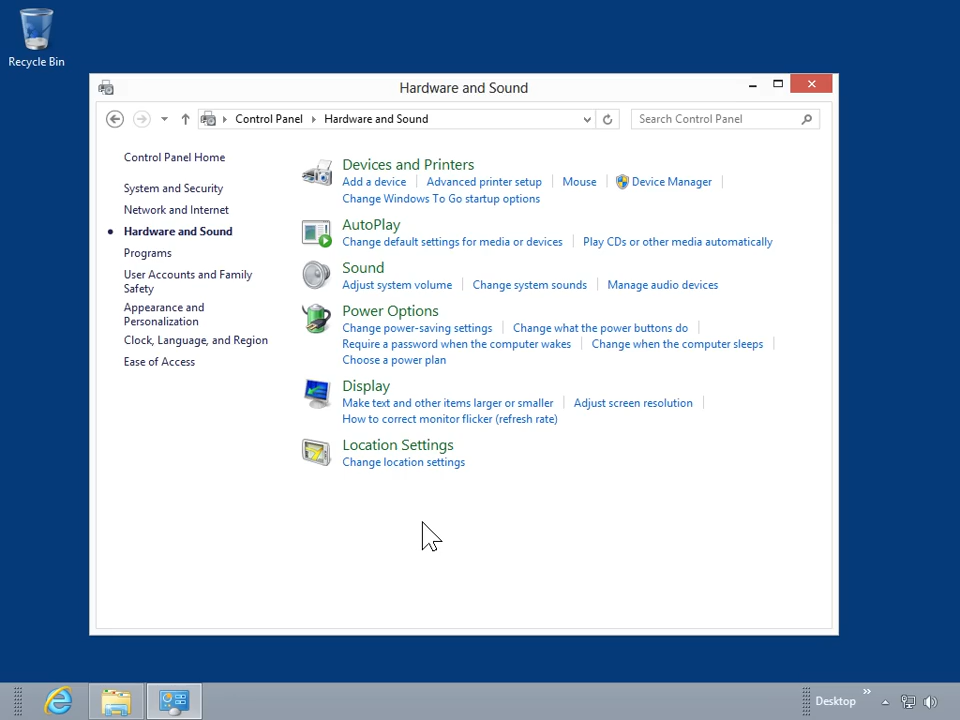 Recycle Bin
Hardware and Sound
Control Panel Hardware and Sound
Search Control Panel
Control Panel Home
System and Security
Network and Internet
Hardware and Sound
Programs
User Accounts and Family
Safety
Appearance and
Personalization
Clock, Language, and Region
Ease of Access
Devices and Printers
Add a device Advanced printer setup Mouse Device Manager
Change Windows To Go startup options
AutoPlay
Change default settings for media or devices Play CDs or other media automatically
Sound
Adjust system volume Change system sounds Manage audio devices
Power Options
Change power-saving settings Change what the power buttons do
Require a password when the computer wakes Change when the computer sleeps
Choose a power plan
Display
Make text and other items larger or smaller Adjust screen resolution
How to correct monitor flicker (refresh rate)
Location Settings
Change location settings
Desktop